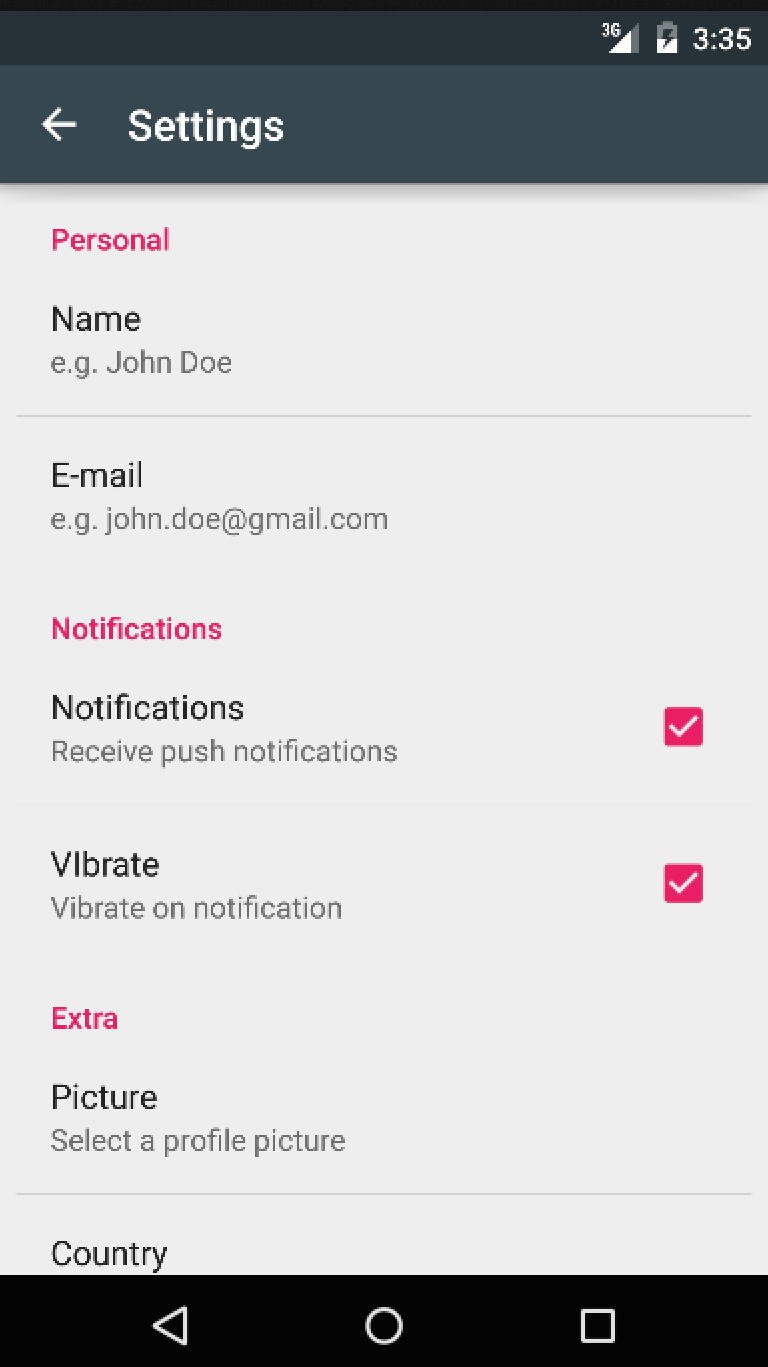 3G 3:35
Settings
Personal
Name
e.g. John Doe
E-mail
e.g. john.doe@gmail.com
Notifications
Notifications
Receive push notifications
VIbrate
Vibrate on notification
Extra
Picture
Select a profile picture
Country